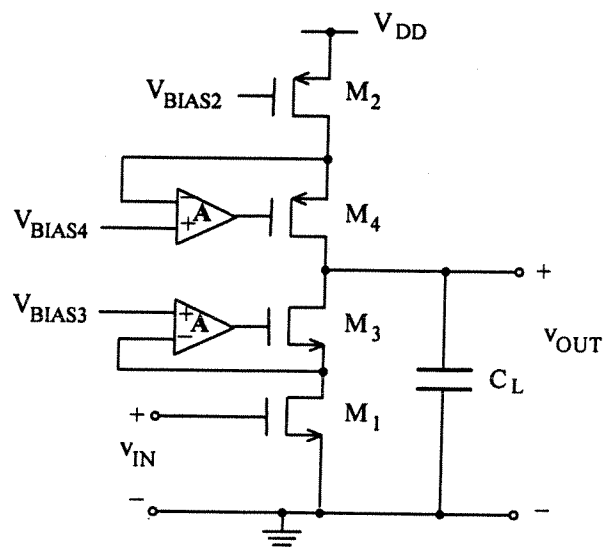 V_DD
V_BIAS2
M_2
− A +
V_BIAS4
M_4
V_BIAS3
+ A −
M_3
+
v_OUT
C_L
+
M_1
v_IN
−
−